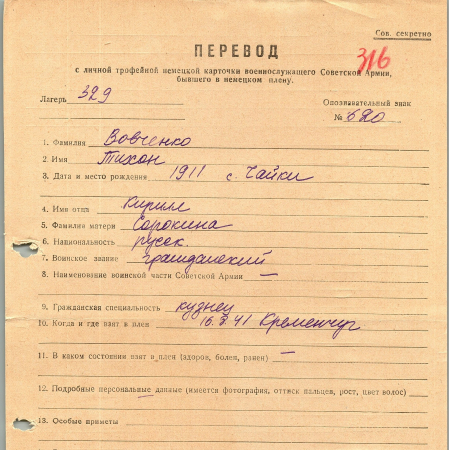 Сов. секретно
ПЕРЕВОД
316
с личной трофейной немецкой карточки военнослужащего Советской Армии,
бывшего в немецком плену.
Лагерь 329
Опознавательный знак
№ 620
1. Фамилия Вовченко
2. Имя Тихон
3. Дата и место рождения 1911 с. Чайки
4. Имя отца Кирилл
5. Фамилия матери Сорокина
6. Национальность русск.
7. Воинское звание гражданский
8. Наименование воинской части Советской Армии —
9. Гражданская специальность кузнец
10. Когда и где взят в плен 16.8.41 Кременчуг
11. В каком состоянии взят в плен (здоров, болен, ранен) —
12. Подробные персональные данные (имеется фотография, оттиск пальцев, рост, цвет волос)
13. Особые приметы